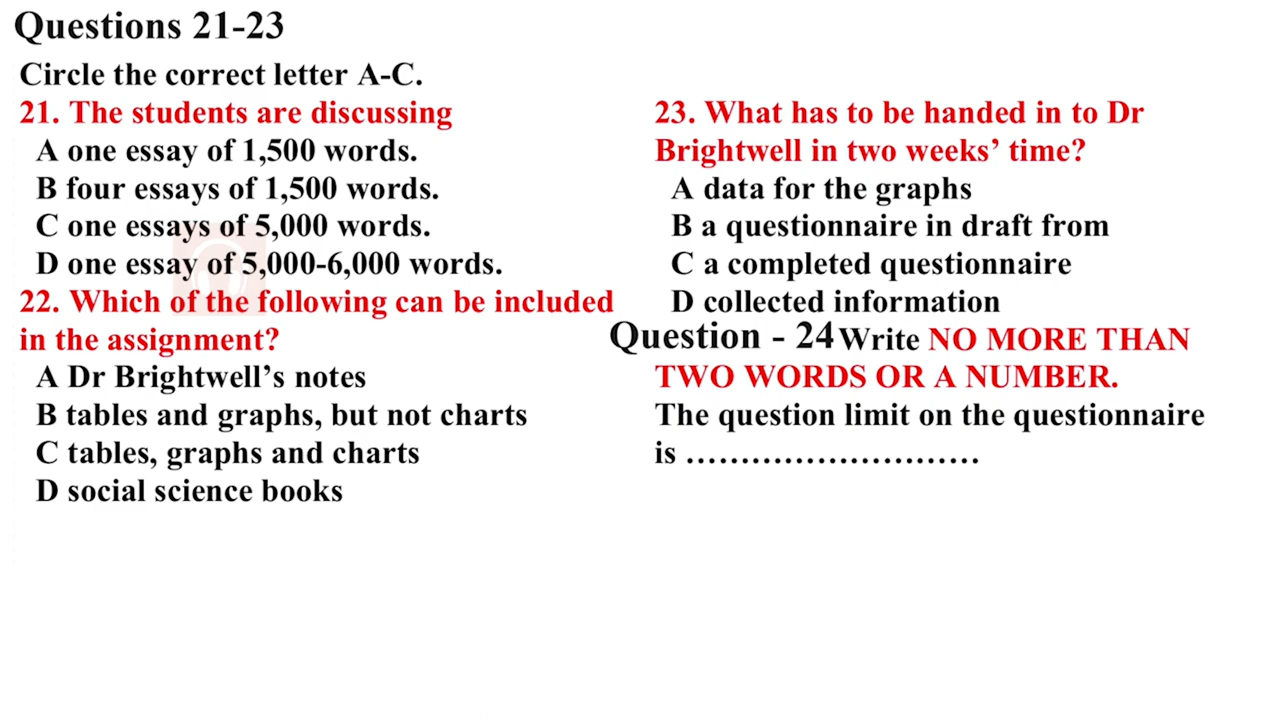 Questions 21-23
Circle the correct letter A-C.
21. The students are discussing
A one essay of 1,500 words.
B four essays of 1,500 words.
C one essays of 5,000 words.
D one essay of 5,000-6,000 words.
22. Which of the following can be included
in the assignment?
A Dr Brightwell’s notes
B tables and graphs, but not charts
C tables, graphs and charts
D social science books
23. What has to be handed in to Dr
Brightwell in two weeks’ time?
A data for the graphs
B a questionnaire in draft from
C a completed questionnaire
D collected information
Question - 24 Write NO MORE THAN
TWO WORDS OR A NUMBER.
The question limit on the questionnaire
is ...........................